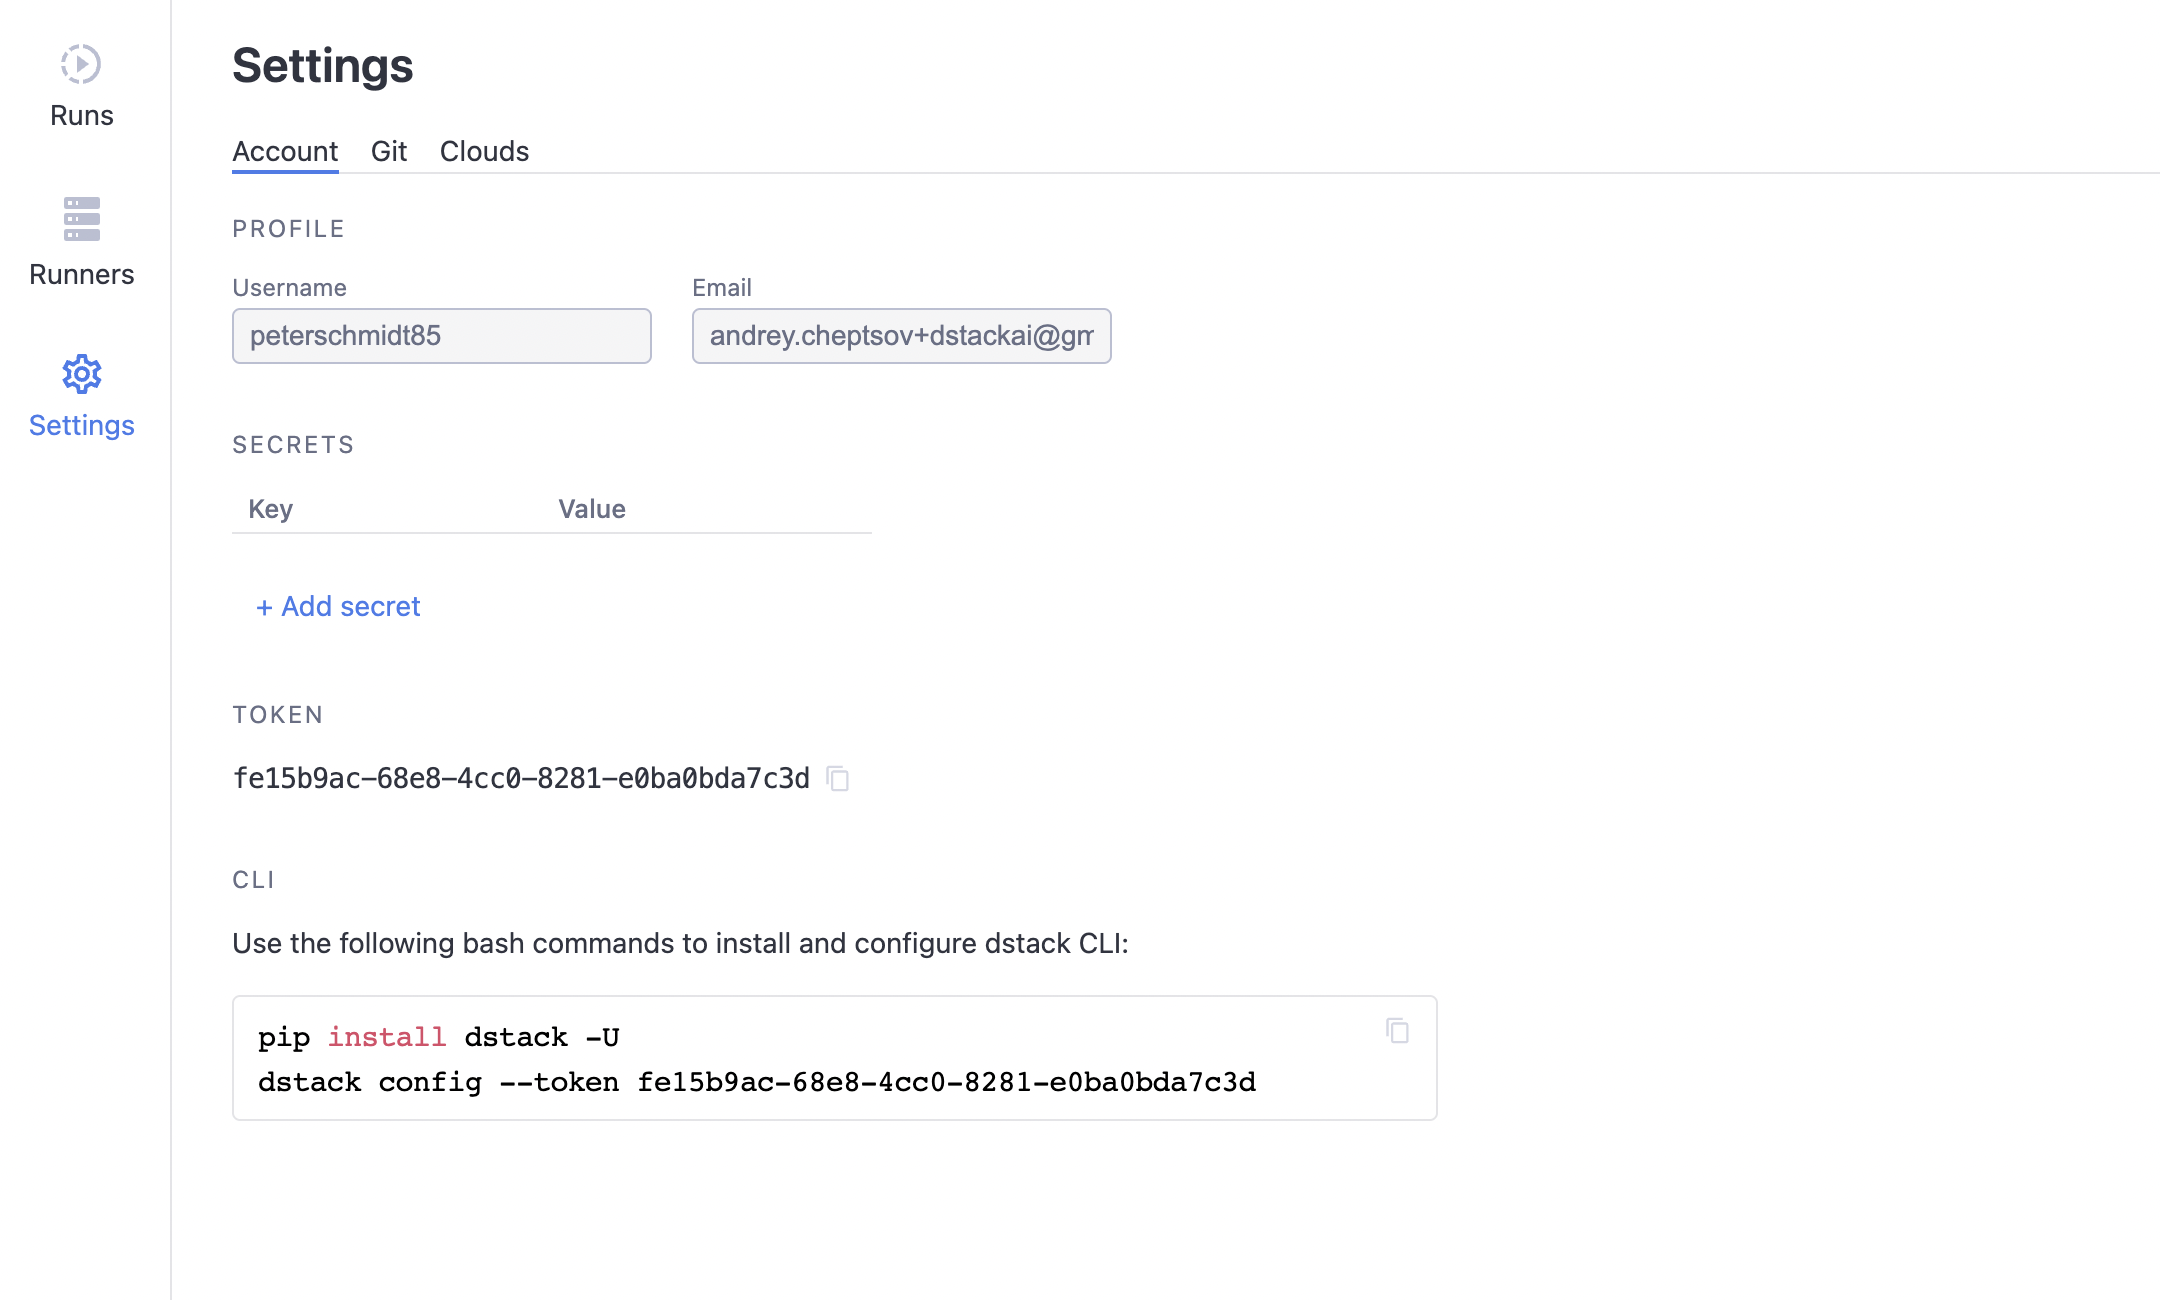 Runs
Runners
Settings
Settings
Account Git Clouds
PROFILE
Username Email
peterschmidt85 andrey.cheptsov+dstackai@gm
SECRETS
Key Value
+ Add secret
TOKEN
fe15b9ac-68e8-4cc0-8281-e0ba0bda7c3d
CLI
Use the following bash commands to install and configure dstack CLI:
pip install dstack -U
dstack config --token fe15b9ac-68e8-4cc0-8281-e0ba0bda7c3d